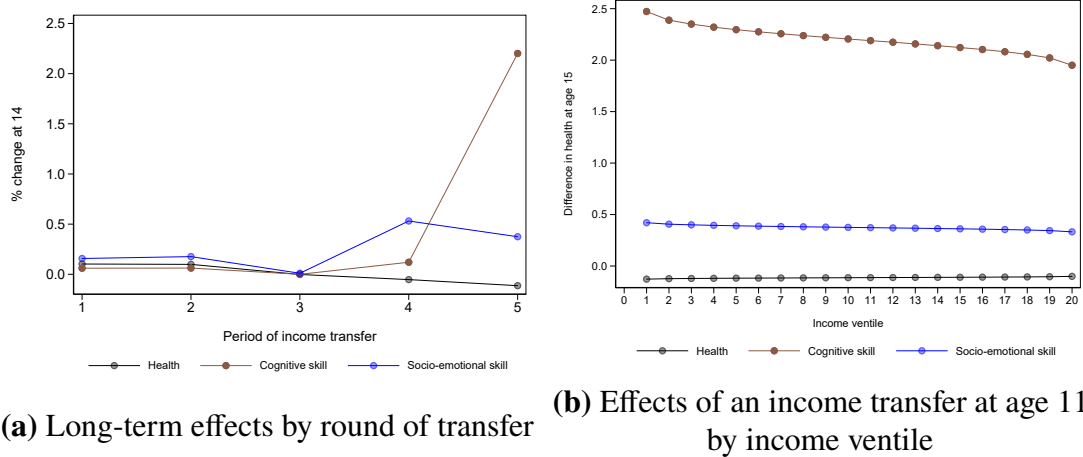 2.5
2.0
1.5
1.0
0.5
0.0
% change at 14
1 2 3 4 5
Period of income transfer
Health Cognitive skill Socio-emotional skill
(a) Long-term effects by round of transfer
2.5
2.0
1.5
1.0
0.5
0.0
Difference in health at age 15
0 1 2 3 4 5 6 7 8 9 10 11 12 13 14 15 16 17 18 19 20
Income ventile
Health Cognitive skill Socio-emotional skill
(b) Effects of an income transfer at age 11
by income ventile